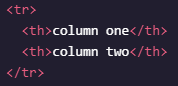 <tr>
  <th>column one</th>
  <th>column two</th>
</tr>